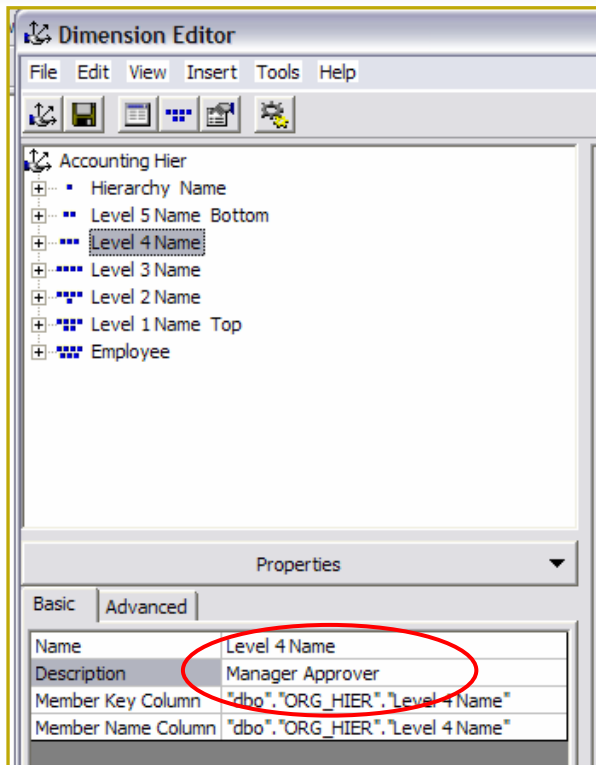 Dimension Editor
File Edit View Insert Tools Help
Accounting Hier
Hierarchy Name
Level 5 Name Bottom
Level 4 Name
Level 3 Name
Level 2 Name
Level 1 Name Top
Employee
Properties
Basic Advanced
Name Level 4 Name
Description Manager Approver
Member Key Column "dbo"."ORG_HIER"."Level 4 Name"
Member Name Column "dbo"."ORG_HIER"."Level 4 Name"